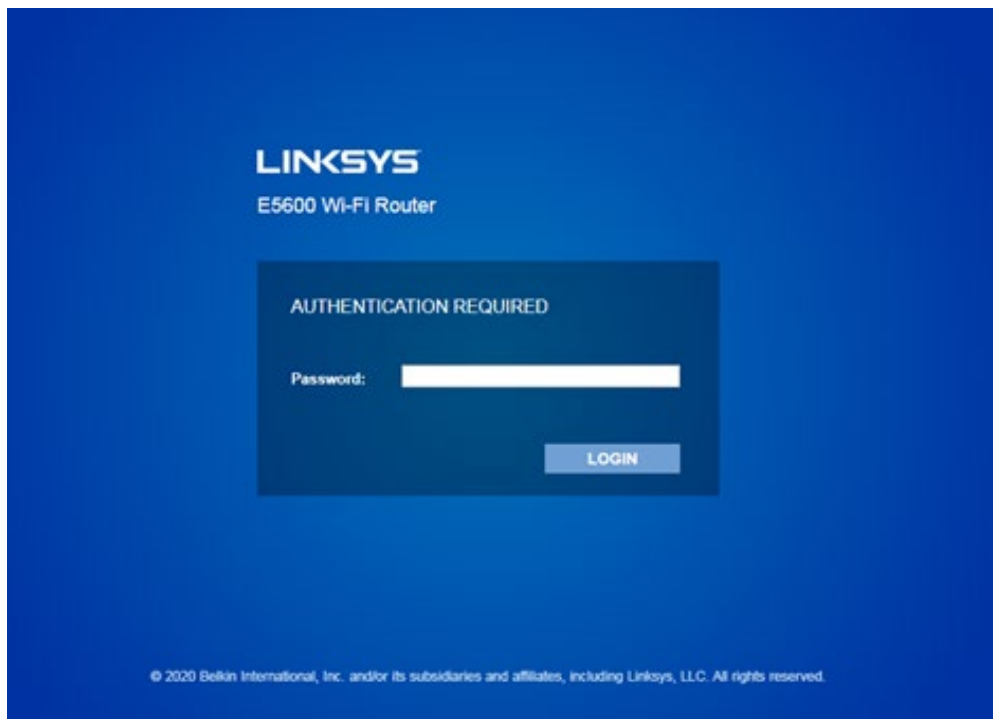 LINKSYS
E5600 Wi-Fi Router
AUTHENTICATION REQUIRED
Password:
LOGIN
© 2020 Belkin International, Inc. and/or its subsidiaries and affiliates, including Linksys, LLC. All rights reserved.